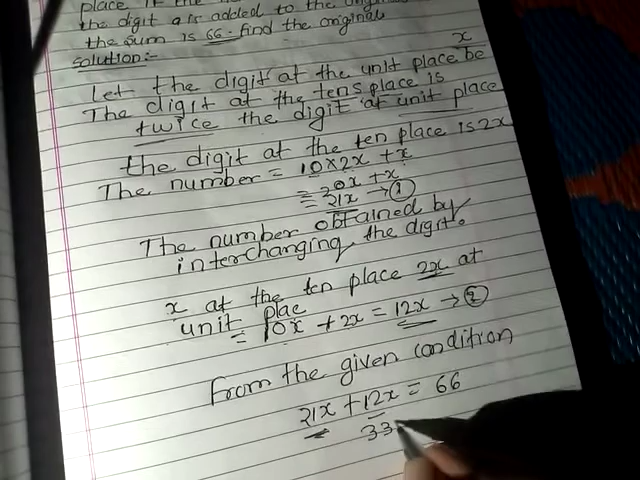 place if the
the digit are added to the origi
the sum is 66. find the original
solution:-
Let the digit at the unit place be x
The digit at the tens place is
twice the digit at unit place
the digit at the ten place is 2x
The number = 10×2x + x
= 20x + x
= 21x → ①
The number obtained by
interchanging the digit.
x at the ten place 2x at
unit plac
= 10x + 2x = 12x → ②
From the given condition
21x + 12x = 66
33